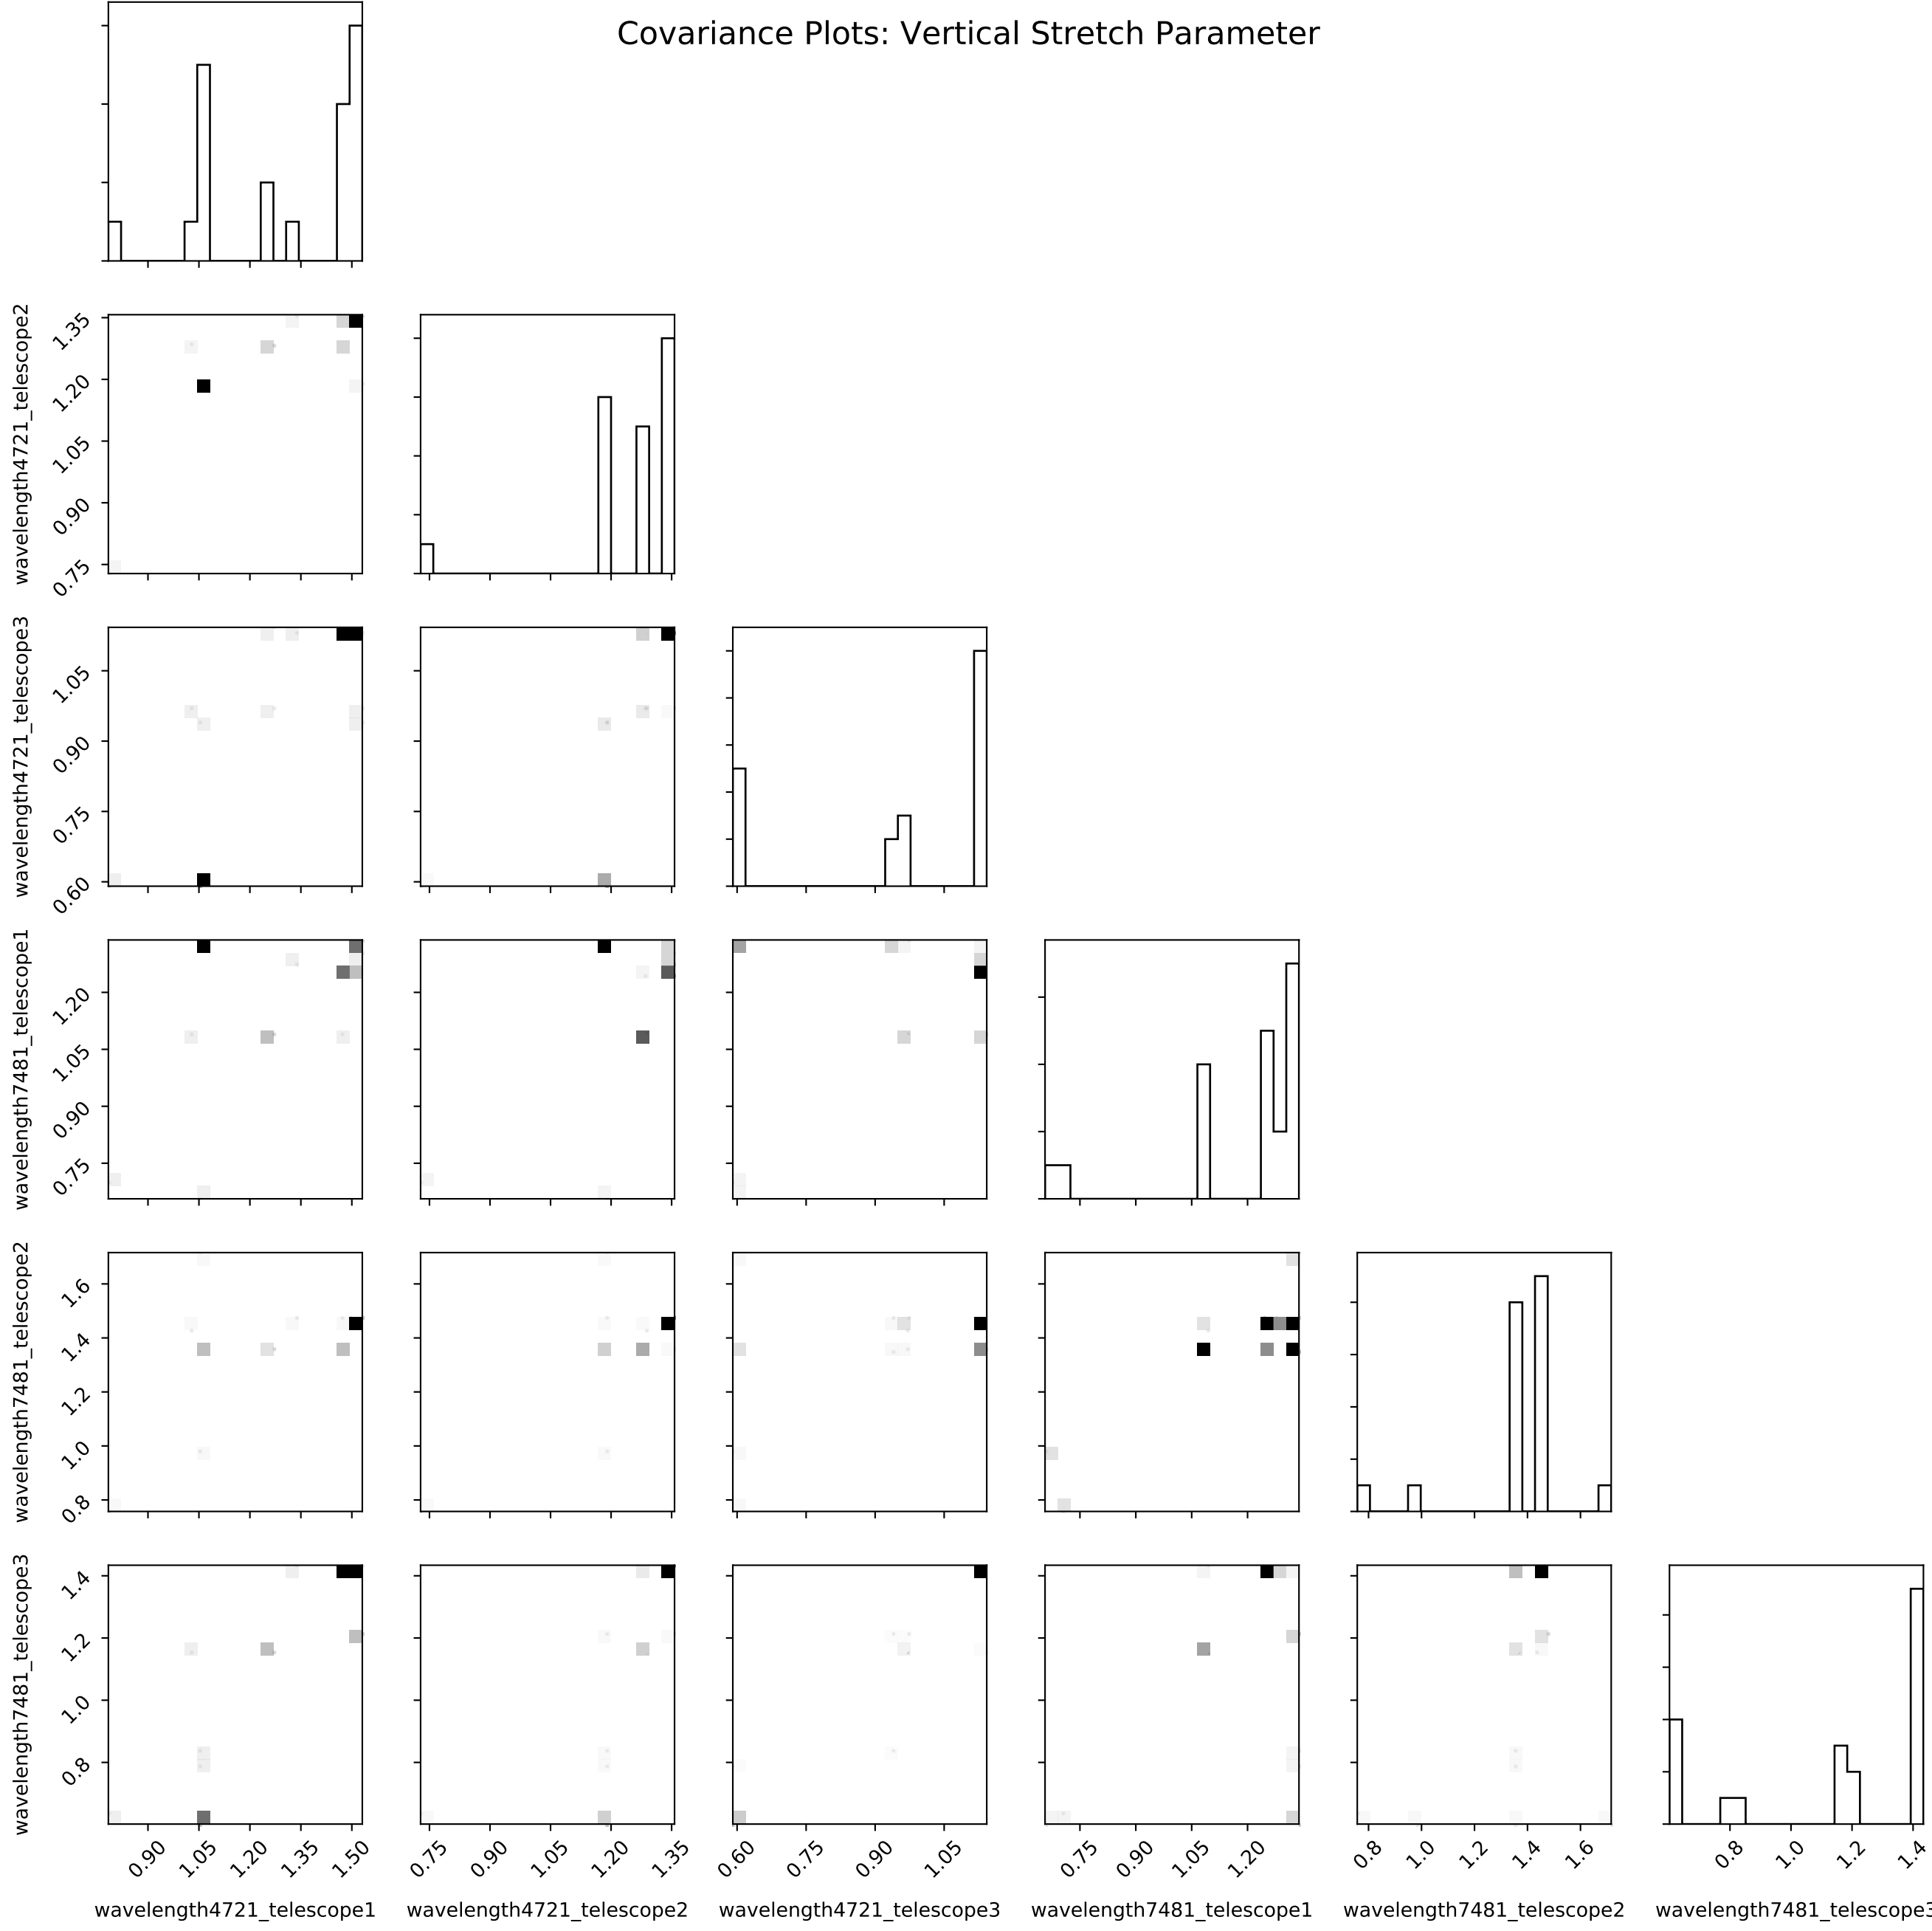 Covariance Plots: Vertical Stretch Parameter
wavelength4721_telescope2
1.35
1.20
1.05
0.90
0.75
wavelength4721_telescope3
1.05
0.90
0.75
0.60
wavelength7481_telescope1
1.20
1.05
0.90
0.75
wavelength7481_telescope2
1.6
1.4
1.2
1.0
0.8
wavelength7481_telescope3
1.4
1.2
1.0
0.8
0.90 1.05 1.20 1.35 1.50 0.75 0.90 1.05 1.20 1.35 0.60 0.75 0.90 1.05 0.75 0.90 1.05 1.20 0.8 1.0 1.2 1.4 1.6 0.8 1.0 1.2 1.4
wavelength4721_telescope1 wavelength4721_telescope2 wavelength4721_telescope3 wavelength7481_telescope1 wavelength7481_telescope2 wavelength7481_telescope3